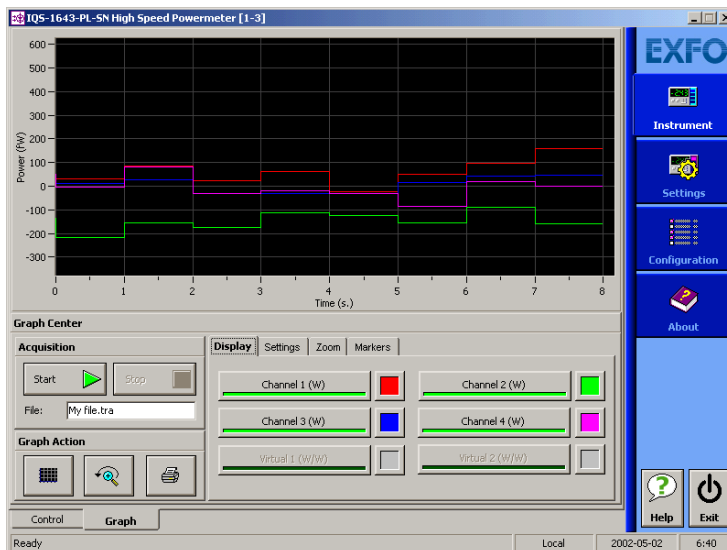 IQS-1643-PL-SN High Speed Powermeter [1-3]
EXFO
600
500
400
300
200
100
0
-100
-200
-300
Power (fW)
0 1 2 3 4 5 6 7 8
Time (s.)
Instrument
Settings
Configuration
About
Graph Center
Acquisition
Start Stop
File: My file.tra
Graph Action
Display Settings Zoom Markers
Channel 1 (W) Channel 2 (W)
Channel 3 (W) Channel 4 (W)
Virtual 1 (W/W) Virtual 2 (W/W)
Control Graph
Help Exit
Ready Local 2002-05-02 6:40